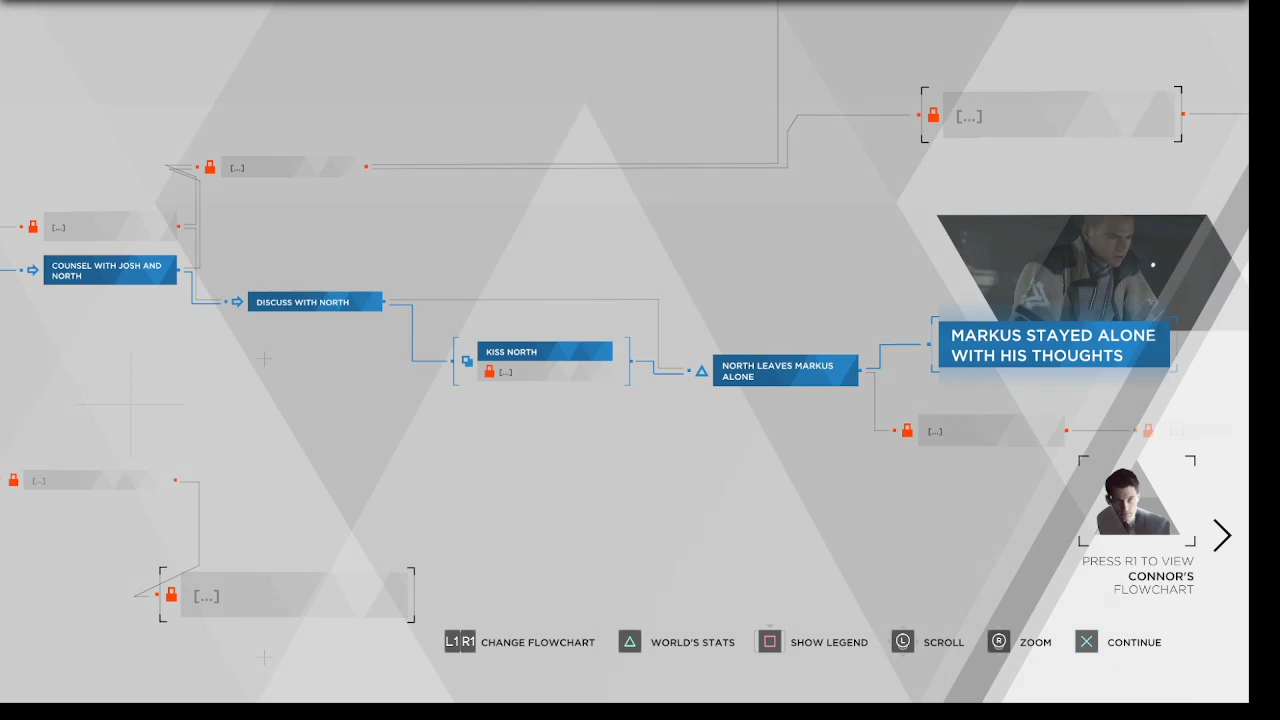 [...]
[...]
[...]
COUNSEL WITH JOSH AND
NORTH
DISCUSS WITH NORTH
MARKUS STAYED ALONE
WITH HIS THOUGHTS
KISS NORTH
[...]
NORTH LEAVES MARKUS
ALONE
[...]
[...]
[...]
[...]
PRESS R1 TO VIEW
CONNOR'S
FLOWCHART
L1 R1 CHANGE FLOWCHART WORLD'S STATS SHOW LEGEND L SCROLL R ZOOM CONTINUE